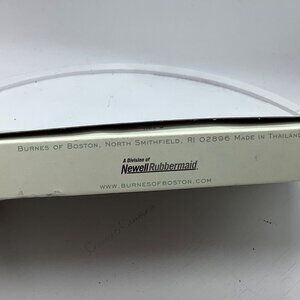 Burnes of Boston, North Smithfield, RI 02896 Made in Thailand
A Division of
NewellRubbermaid
www.burnesofboston.com